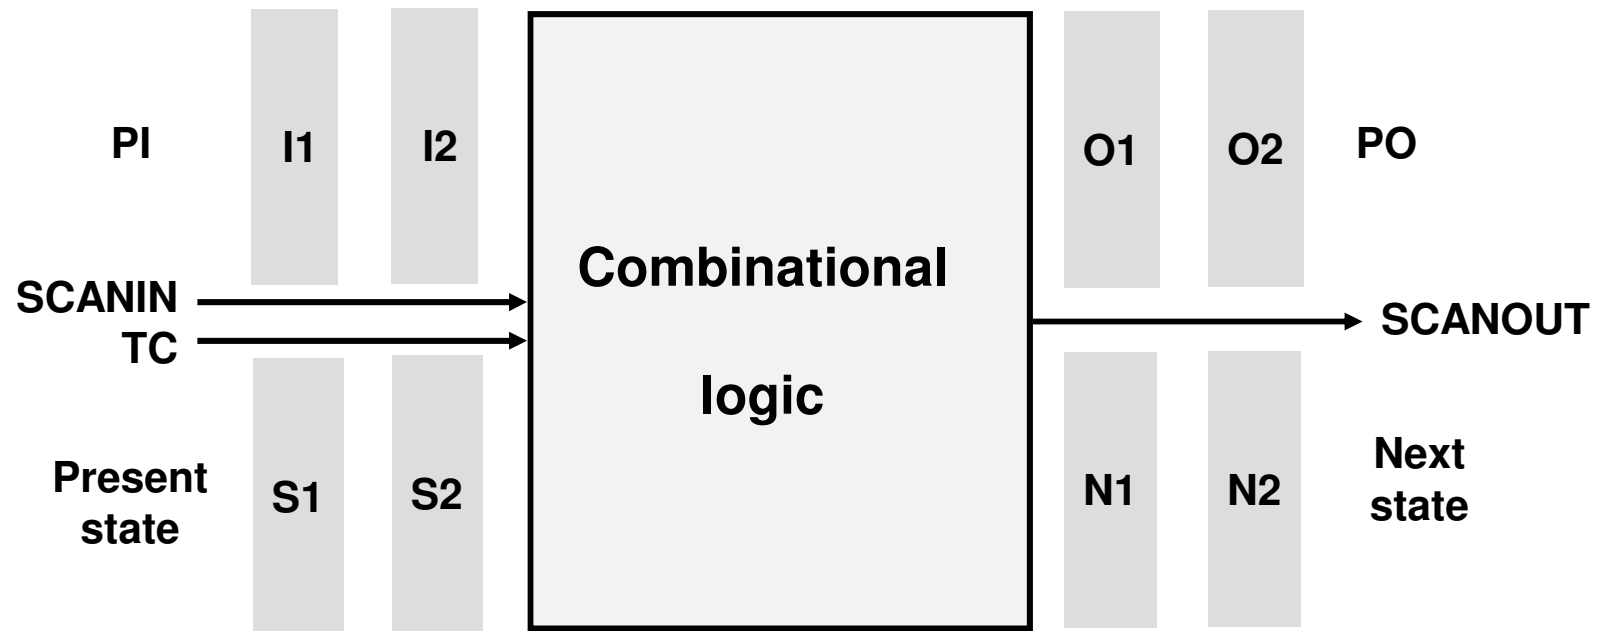 PI
I1
I2
O1
O2
PO
SCANIN
TC
Combinational
logic
SCANOUT
Present
state
S1
S2
N1
N2
Next
state